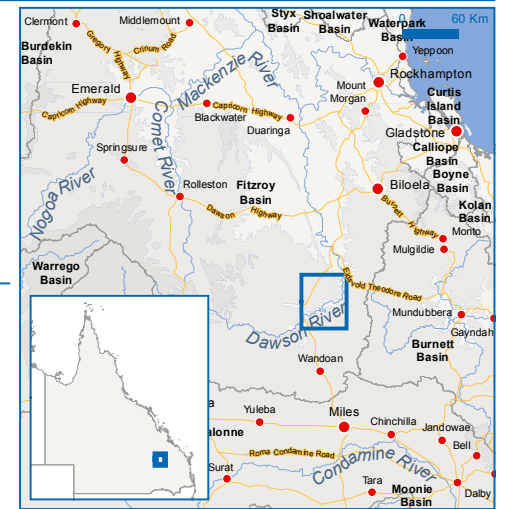 Clermont
Middlemount
Styx
Basin
Shoalwater
Basin
Waterpark
Basin
0
60 Km
Burdekin
Basin
Gregory
Highway
Crinum Road
Yeppoon
Mackenzie River
Emerald
Rockhampton
Mount
Morgan
Curtis
Island
Basin
Capricorn Highway
Capricorn Highway
Blackwater
Duaringa
Comet River
Gladstone
Calliope
Basin
Springsure
Boyne
Basin
Nogoa River
Rolleston
Fitzroy
Basin
Biloela
Dawson
Highway
Burnett
Highway
Kolan
Basin
Monto
Mulgildie
Warrego
Basin
Eidsvold Theodore Road
Dawson River
Mundubbera
Gayndah
Burnett
Basin
Wandoan
a
alonne
Yuleba
Miles
Chinchilla
Jandowae
Bell
Roma Condamine Road
Condamine River
Surat
Tara
Moonie
Basin
Dalby